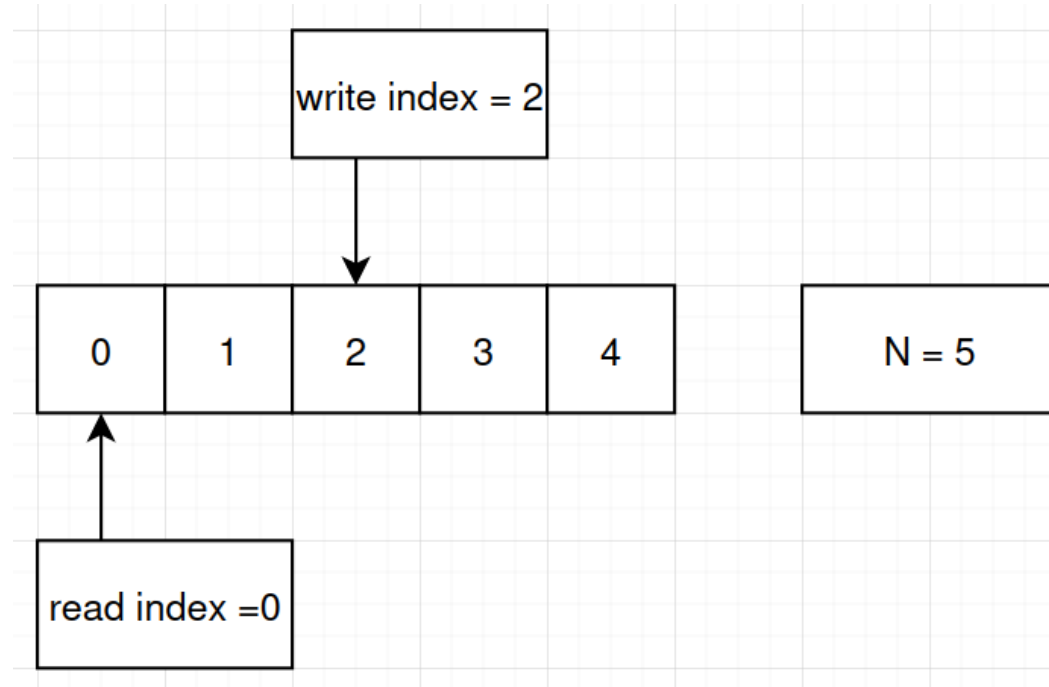 write index = 2
0 1 2 3 4 N = 5
read index =0